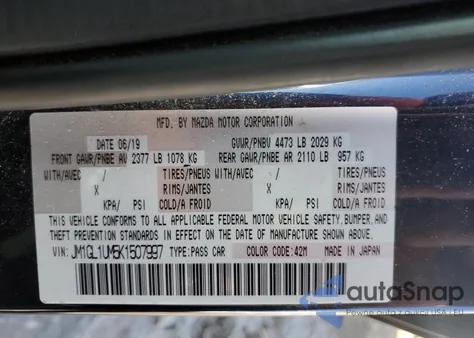 MFD. BY MAZDA MOTOR CORPORATION
DATE 06/19 GVWR/PNBV 4473 LB 2029 KG
FRONT GAWR/PNBE AV 2377 LB 1078 KG REAR GAWR/PNBE AR 2110 LB 957 KG
WITH/AVEC / TIRES/PNEUS WITH/AVEC / TIRES/PNEUS
X RIMS/JANTES X RIMS/JANTES
KPA/ PSI COLD/A FROID KPA/ PSI COLD/A FROID
THIS VEHICLE CONFORMS TO ALL APPLICABLE FEDERAL MOTOR VEHICLE SAFETY, BUMPER, AND
THEFT PREVENTION STANDARDS IN EFFECT ON THE DATE OF MANUFACTURE SHOWN ABOVE.
VIN: JM1GL1UM5K1507997 TYPE: PASS CAR COLOR CODE: 42M MADE IN JAPAN
autoSnap
Pewne auta z USA i EU